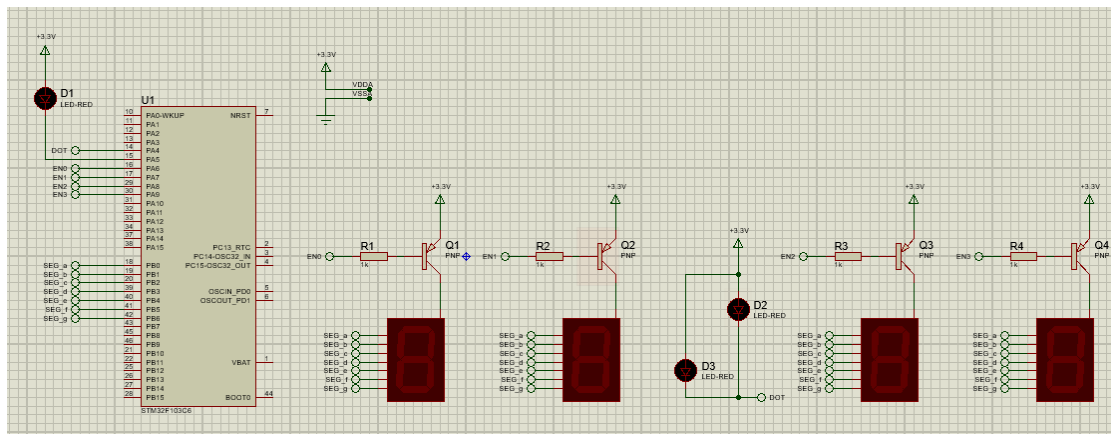 +3.3V
D1
LED-RED
+3.3V
VDDA
VSSA
U1
10 PA0-WKUP NRST 7
11 PA1
12 PA2
13 PA3
DOT 14 PA4
15 PA5
EN0 16 PA6
EN1 17 PA7
EN2 29 PA8
EN3 30 PA9
31 PA10
32 PA11
33 PA12
34 PA13
37 PA14
38 PA15 PC13_RTC 2
PC14-OSC32_IN 3
SEG_a 18 PB0 PC15-OSC32_OUT 4
SEG_b 19 PB1
SEG_c 20 PB2
SEG_d 39 PB3 OSCIN_PD0 5
SEG_e 40 PB4 OSCOUT_PD1 6
SEG_f 41 PB5
SEG_g 42 PB6
43 PB7
45 PB8
46 PB9
21 PB10
22 PB11 VBAT 1
25 PB12
26 PB13
27 PB14
28 PB15 BOOT0 44
STM32F103C6
+3.3V
EN0 R1 Q1
1k PNP
SEG_a
SEG_b
SEG_c
SEG_d
SEG_e
SEG_f
SEG_g
+3.3V
EN1 R2 Q2
1k PNP
SEG_a
SEG_b
SEG_c
SEG_d
SEG_e
SEG_f
SEG_g
+3.3V
D2
LED-RED
D3
LED-RED
DOT
+3.3V
EN2 R3 Q3
1k PNP
SEG_a
SEG_b
SEG_c
SEG_d
SEG_e
SEG_f
SEG_g
+3.3V
EN3 R4 Q4
1k PNP
SEG_a
SEG_b
SEG_c
SEG_d
SEG_e
SEG_f
SEG_g